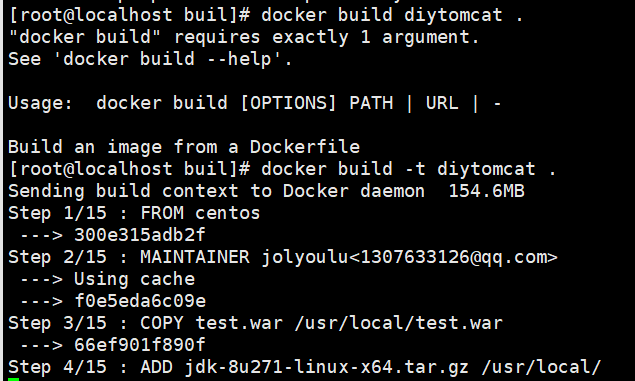 [root@localhost buil]# docker build diytomcat .
"docker build" requires exactly 1 argument.
See 'docker build --help'.
Usage:  docker build [OPTIONS] PATH | URL | -
Build an image from a Dockerfile
[root@localhost buil]# docker build -t diytomcat .
Sending build context to Docker daemon  154.6MB
Step 1/15 : FROM centos
 ---> 300e315adb2f
Step 2/15 : MAINTAINER jolyoulu<1307633126@qq.com>
 ---> Using cache
 ---> f0e5eda6c09e
Step 3/15 : COPY test.war /usr/local/test.war
 ---> 66ef901f890f
Step 4/15 : ADD jdk-8u271-linux-x64.tar.gz /usr/local/